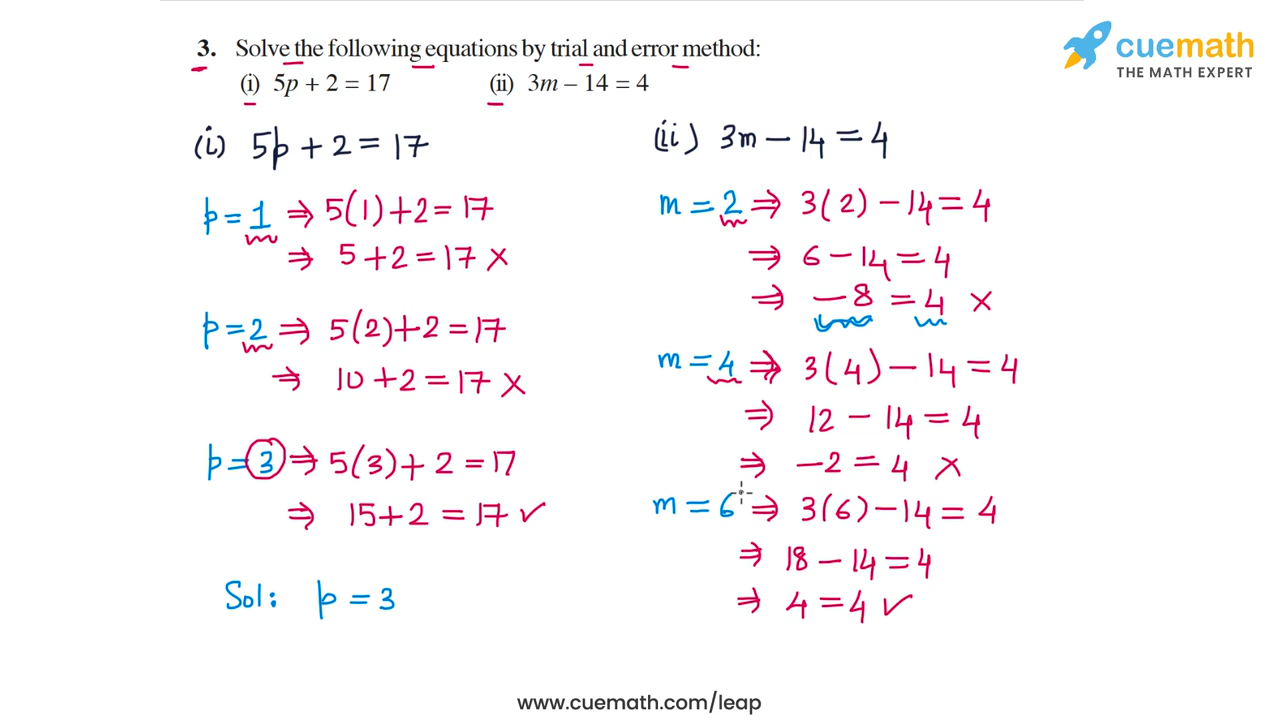 3. Solve the following equations by trial and error method:
(i) 5p + 2 = 17 (ii) 3m – 14 = 4
cuemath
THE MATH EXPERT
(i) 5p + 2 = 17
p = 1 ⇒ 5(1) + 2 = 17
⇒ 5 + 2 = 17 ×
p = 2 ⇒ 5(2) + 2 = 17
⇒ 10 + 2 = 17 ×
p = 3 ⇒ 5(3) + 2 = 17
⇒ 15 + 2 = 17 ✓
Sol: p = 3
(ii) 3m – 14 = 4
m = 2 ⇒ 3(2) – 14 = 4
⇒ 6 – 14 = 4
⇒ – 8 = 4 ×
m = 4 ⇒ 3(4) – 14 = 4
⇒ 12 – 14 = 4
⇒ – 2 = 4 ×
m = 6 ⇒ 3(6) – 14 = 4
⇒ 18 – 14 = 4
⇒ 4 = 4 ✓
www.cuemath.com/leap